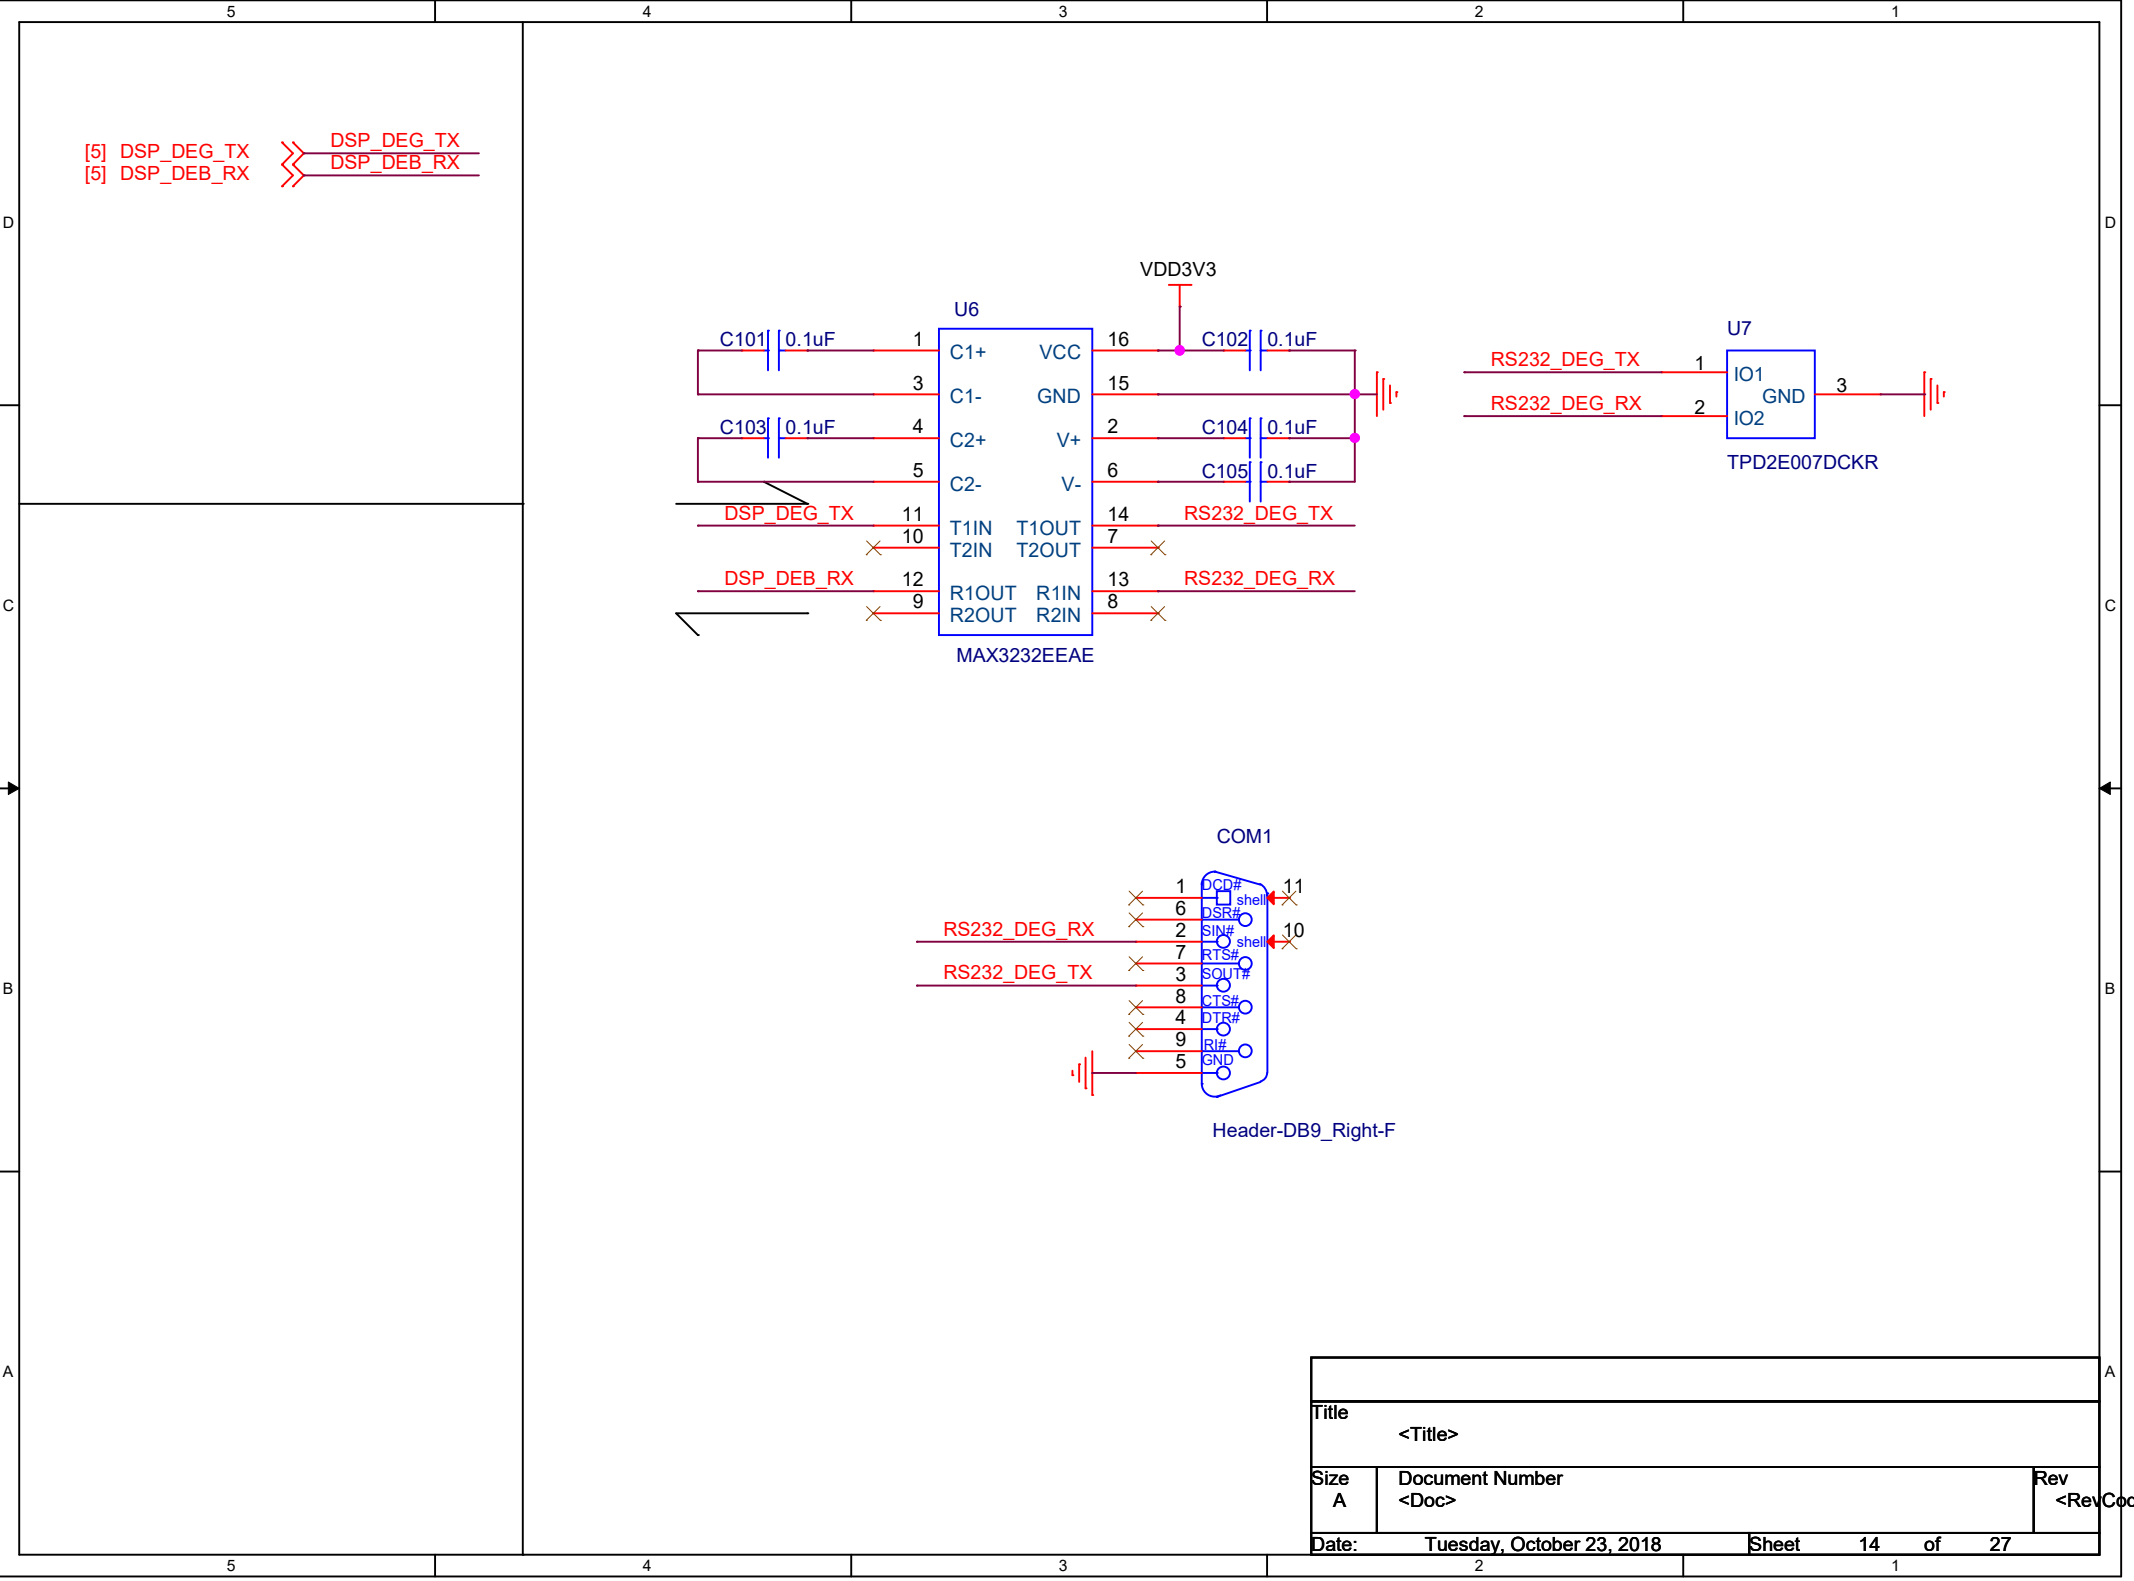 5 4 3 2 1
[5] DSP_DEG_TX DSP_DEG_TX
[5] DSP_DEB_RX DSP_DEB_RX
D D
VDD3V3
U6
C101 0.1uF 1 C1+ VCC 16 C102 0.1uF
3 C1- GND 15
C103 0.1uF 4 C2+ V+ 2 C104 0.1uF
5 C2- V- 6 C105 0.1uF
DSP_DEG_TX 11 T1IN T1OUT 14 RS232_DEG_TX
10 T2IN T2OUT 7
DSP_DEB_RX 12 R1OUT R1IN 13 RS232_DEG_RX
9 R2OUT R2IN 8
MAX3232EEAE
U7
RS232_DEG_TX 1 IO1
GND 3
RS232_DEG_RX 2 IO2
TPD2E007DCKR
C C
COM1
1 DCD# shell 11
6 DSR#
RS232_DEG_RX 2 SIN# shell 10
7 RTS#
RS232_DEG_TX 3 SOUT#
8 CTS#
4 DTR#
9 RI#
5 GND
Header-DB9_Right-F
B B
A A
Title
<Title>
Size Document Number Rev
A <Doc> <RevCod
Date: Tuesday, October 23, 2018 Sheet 14 of 27
5 4 3 2 1